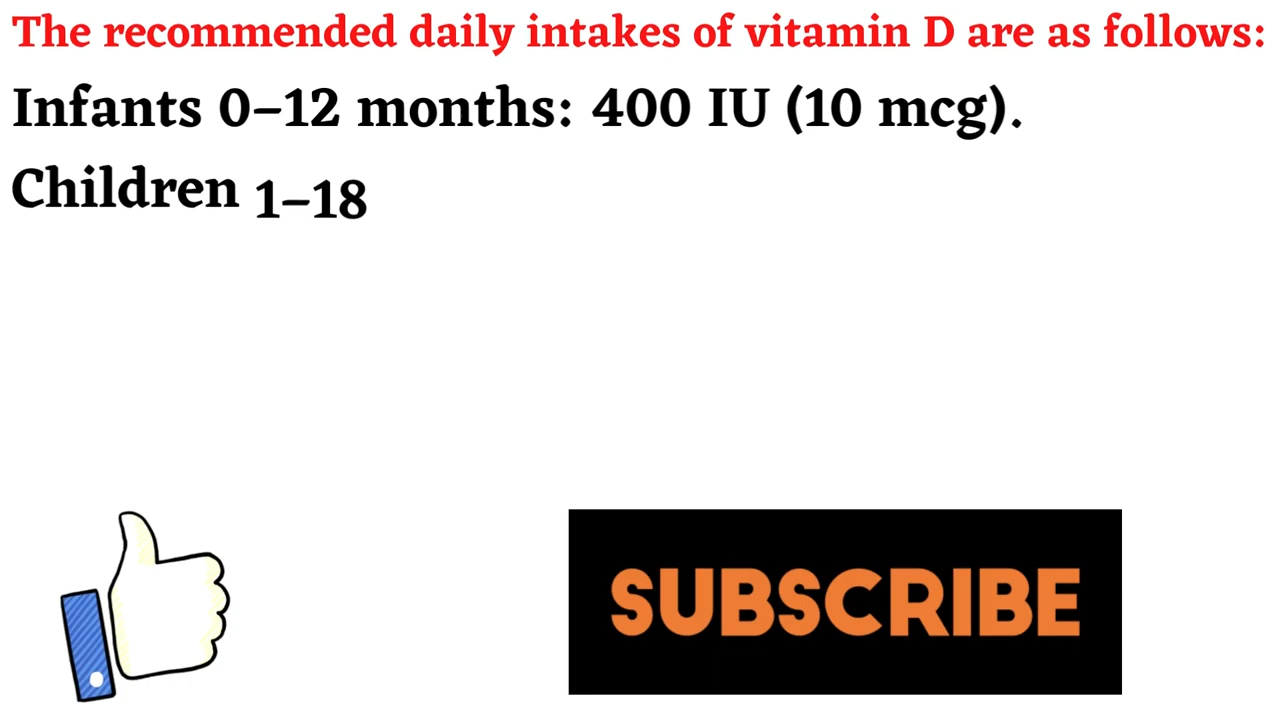 The recommended daily intakes of vitamin D are as follows:
Infants 0–12 months: 400 IU (10 mcg).
Children 1–18
SUBSCRIBE